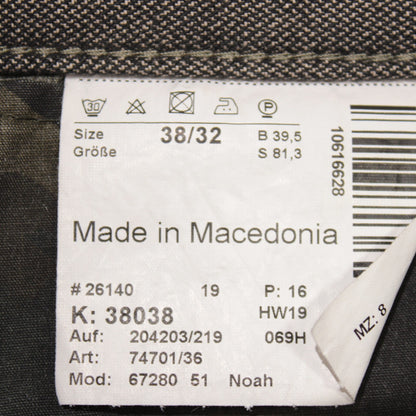 30 P
Size 38/32 B 39,5
Größe S 81,3
10616628
Made in Macedonia
# 26140 19 P: 16
K: 38038 HW19
Auf: 204203/219 069H
Art: 74701/36
Mod: 67280 51 Noah
MZ: 8